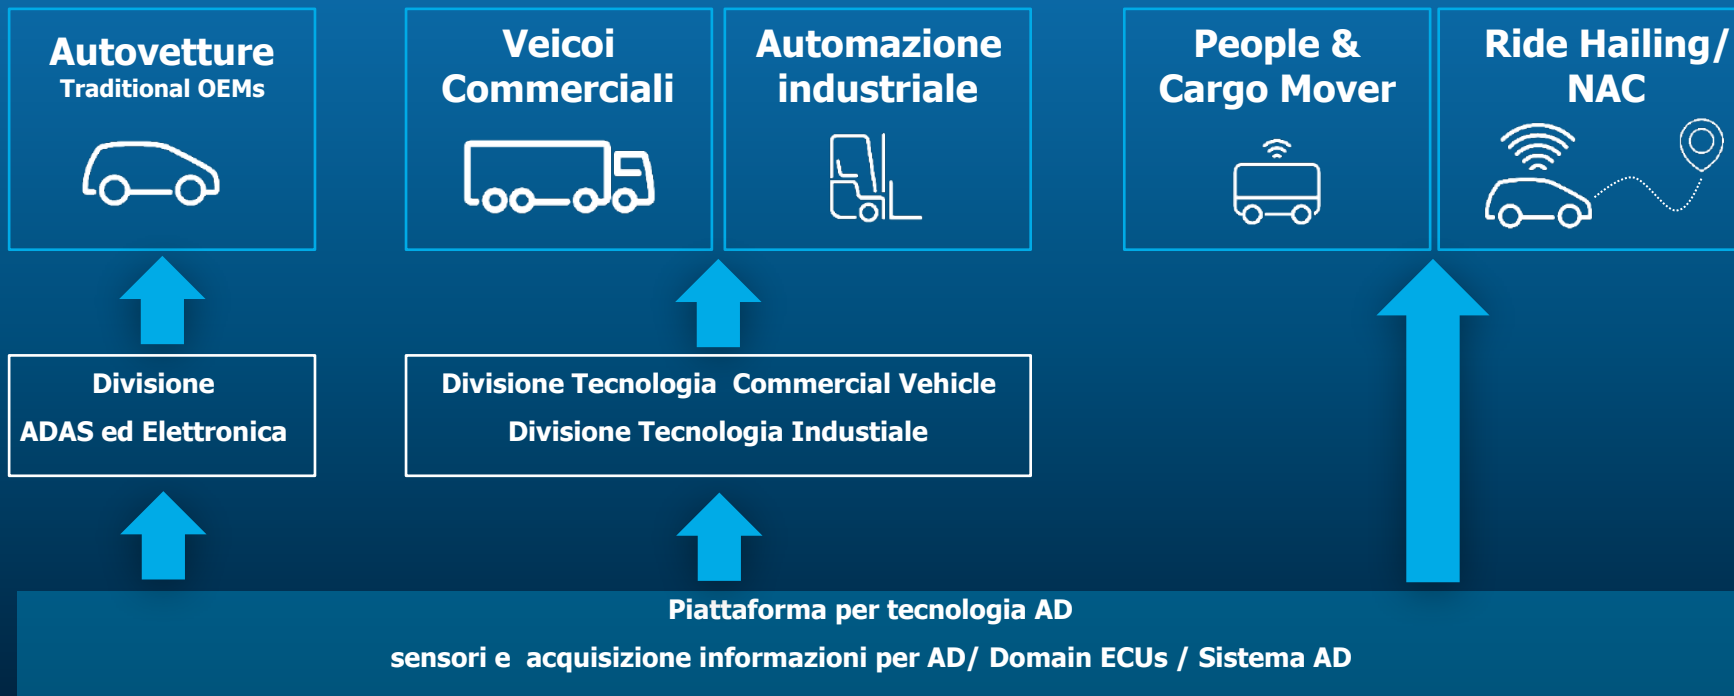 Autovetture
Traditional OEMs
Veicoi
Commerciali
Automazione
industriale
People &
Cargo Mover
Ride Hailing/
NAC
Divisione
ADAS ed Elettronica
Divisione Tecnologia  Commercial Vehicle
Divisione Tecnologia Industiale
Piattaforma per tecnologia AD
sensori e  acquisizione informazioni per AD/ Domain ECUs / Sistema AD